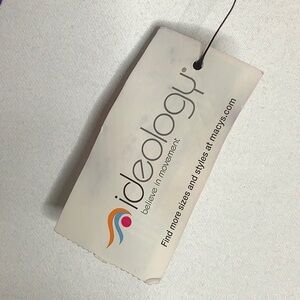 ideology®
believe in movement
Find more sizes and styles at macys.com